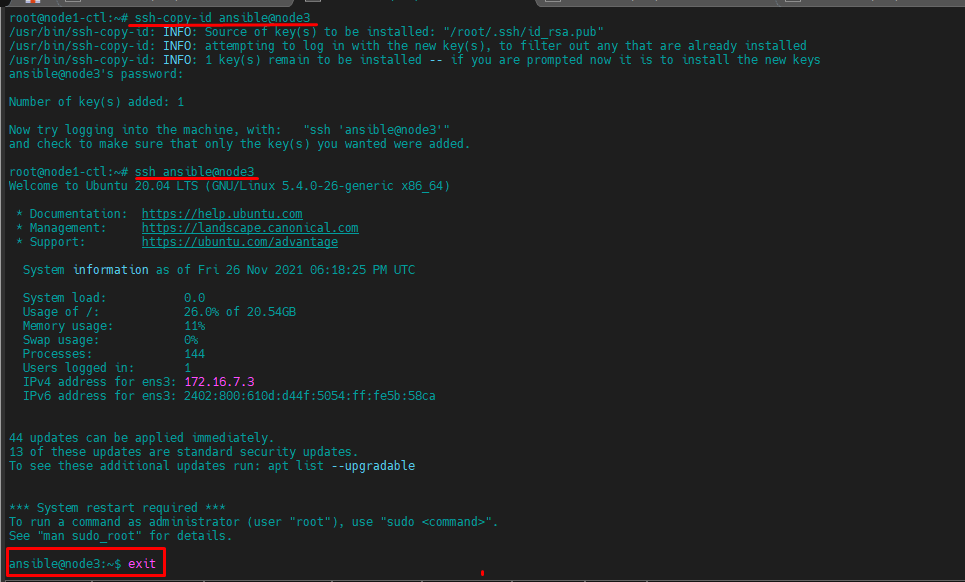 root@node1-ctl:~# ssh-copy-id ansible@node3
/usr/bin/ssh-copy-id: INFO: Source of key(s) to be installed: "/root/.ssh/id_rsa.pub"
/usr/bin/ssh-copy-id: INFO: attempting to log in with the new key(s), to filter out any that are already installed
/usr/bin/ssh-copy-id: INFO: 1 key(s) remain to be installed -- if you are prompted now it is to install the new keys
ansible@node3's password:
Number of key(s) added: 1
Now try logging into the machine, with:   "ssh 'ansible@node3'"
and check to make sure that only the key(s) you wanted were added.
root@node1-ctl:~# ssh ansible@node3
Welcome to Ubuntu 20.04 LTS (GNU/Linux 5.4.0-26-generic x86_64)
* Documentation:  https://help.ubuntu.com
* Management:     https://landscape.canonical.com
* Support:        https://ubuntu.com/advantage
System information as of Fri 26 Nov 2021 06:18:25 PM UTC
System load:           0.0
Usage of /:            26.0% of 20.54GB
Memory usage:          11%
Swap usage:            0%
Processes:             144
Users logged in:       1
IPv4 address for ens3: 172.16.7.3
IPv6 address for ens3: 2402:800:610d:d44f:5054:ff:fe5b:58ca
44 updates can be applied immediately.
13 of these updates are standard security updates.
To see these additional updates run: apt list --upgradable
*** System restart required ***
To run a command as administrator (user "root"), use "sudo <command>".
See "man sudo_root" for details.
ansible@node3:~$ exit